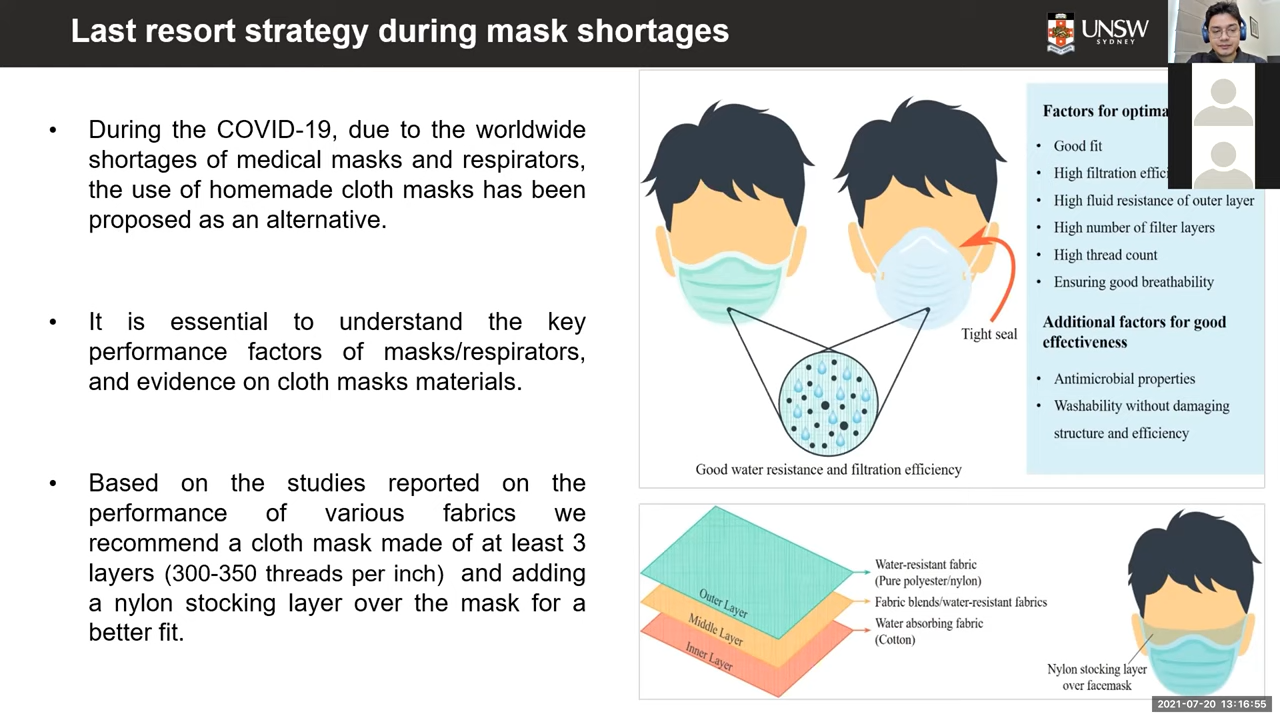 Last resort strategy during mask shortages
UNSW
SYDNEY
• During the COVID-19, due to the worldwide
shortages of medical masks and respirators,
the use of homemade cloth masks has been
proposed as an alternative.
• It is essential to understand the key
performance factors of masks/respirators,
and evidence on cloth masks materials.
• Based on the studies reported on the
performance of various fabrics we
recommend a cloth mask made of at least 3
layers (300-350 threads per inch) and adding
a nylon stocking layer over the mask for a
better fit.
Tight seal
Good water resistance and filtration efficiency
Factors for
• Good fit
• High filtration
• High fluid resistance of outer layer
• High number of filter layers
• High thread count
• Ensuring good breathability
Additional factors for good
effectiveness
• Antimicrobial properties
• Washability without damaging
structure and efficiency
Outer Layer
Middle Layer
Inner Layer
Water-resistant fabric
(Pure polyester/nylon)
Fabric blends/water-resistant fabrics
Water absorbing fabric
(Cotton)
Nylon stocking layer
over facemask
2021-07-20 13:16:55